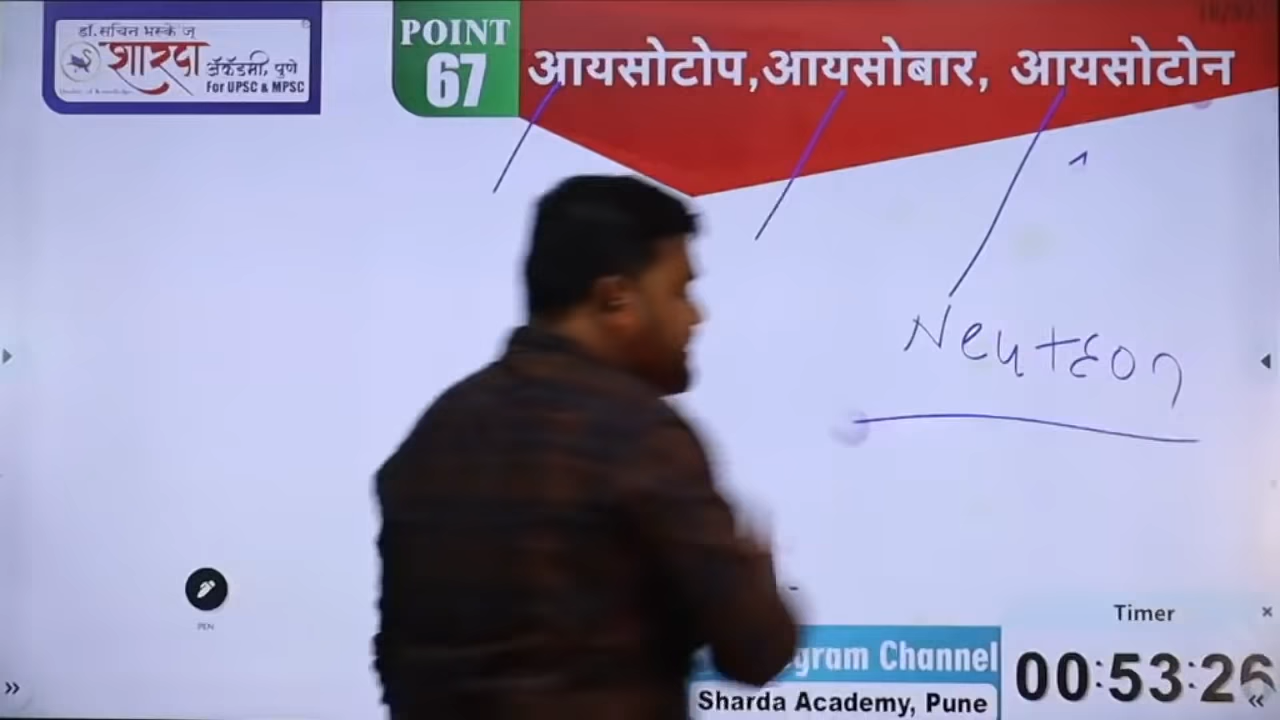 डॉ. सचिन भस्के ज्
शारदा
अ‍ॅकॅडमी, पुणे
For UPSC & MPSC
POINT
67
आयसोटोप,आयसोबार, आयसोटोन
Neutron
PEN
gram Channel
Sharda Academy, Pune
Timer
00:53:26